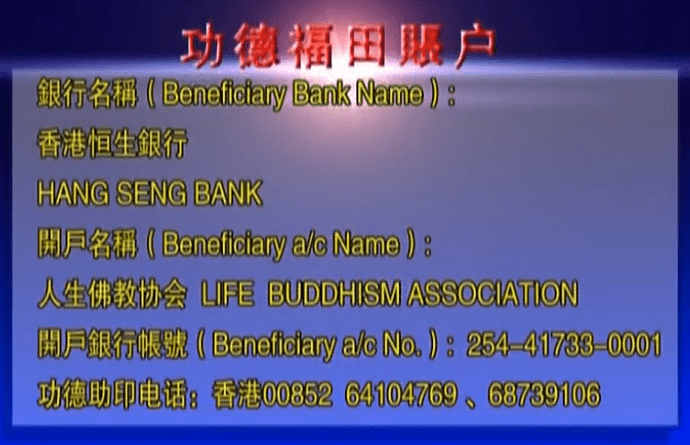 功德福田賬户
銀行名稱 ( Beneficiary Bank Name ) :
香港恒生銀行
HANG SENG BANK
開戶名稱 ( Beneficiary a/c Name ) :
人生佛教协会 LIFE BUDDHISM ASSOCIATION
開戶銀行帳號 ( Beneficiary a/c No. ) : 254-41733-0001
功德助印电话：香港00852 64104769 、68739106